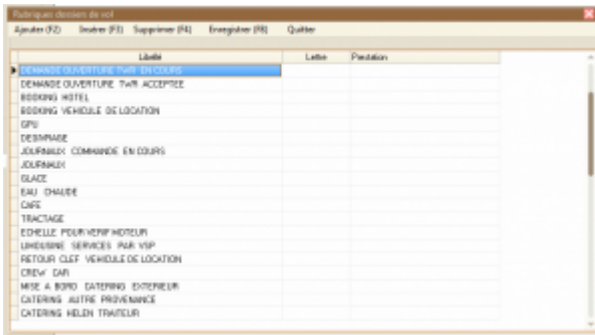 Rubriques dossiers de vol
Ajouter (F2) Insérer (F3) Supprimer (F4) Enregistrer (F8) Quitter
Libellé Lettre Prestation
DEMANDE OUVERTURE TWR EN COURS
DEMANDE OUVERTURE TWR ACCEPTEE
BOOKING HOTEL
BOOKING VEHICULE DE LOCATION
GPU
DEGIVRAGE
JOURNAUX COMMANDE EN COURS
JOURNAUX
GLACE
EAU CHAUDE
CAFE
TRACTAGE
ECHELLE POUR VERIF MOTEUR
LIMOUSINE SERVICES PAR VSP
RETOUR CLEF VEHICULE DE LOCATION
CREW CAR
MISE A BORD CATERING EXTERIEUR
CATERING AUTRE PROVENANCE
CATERING HELEN TRAITEUR